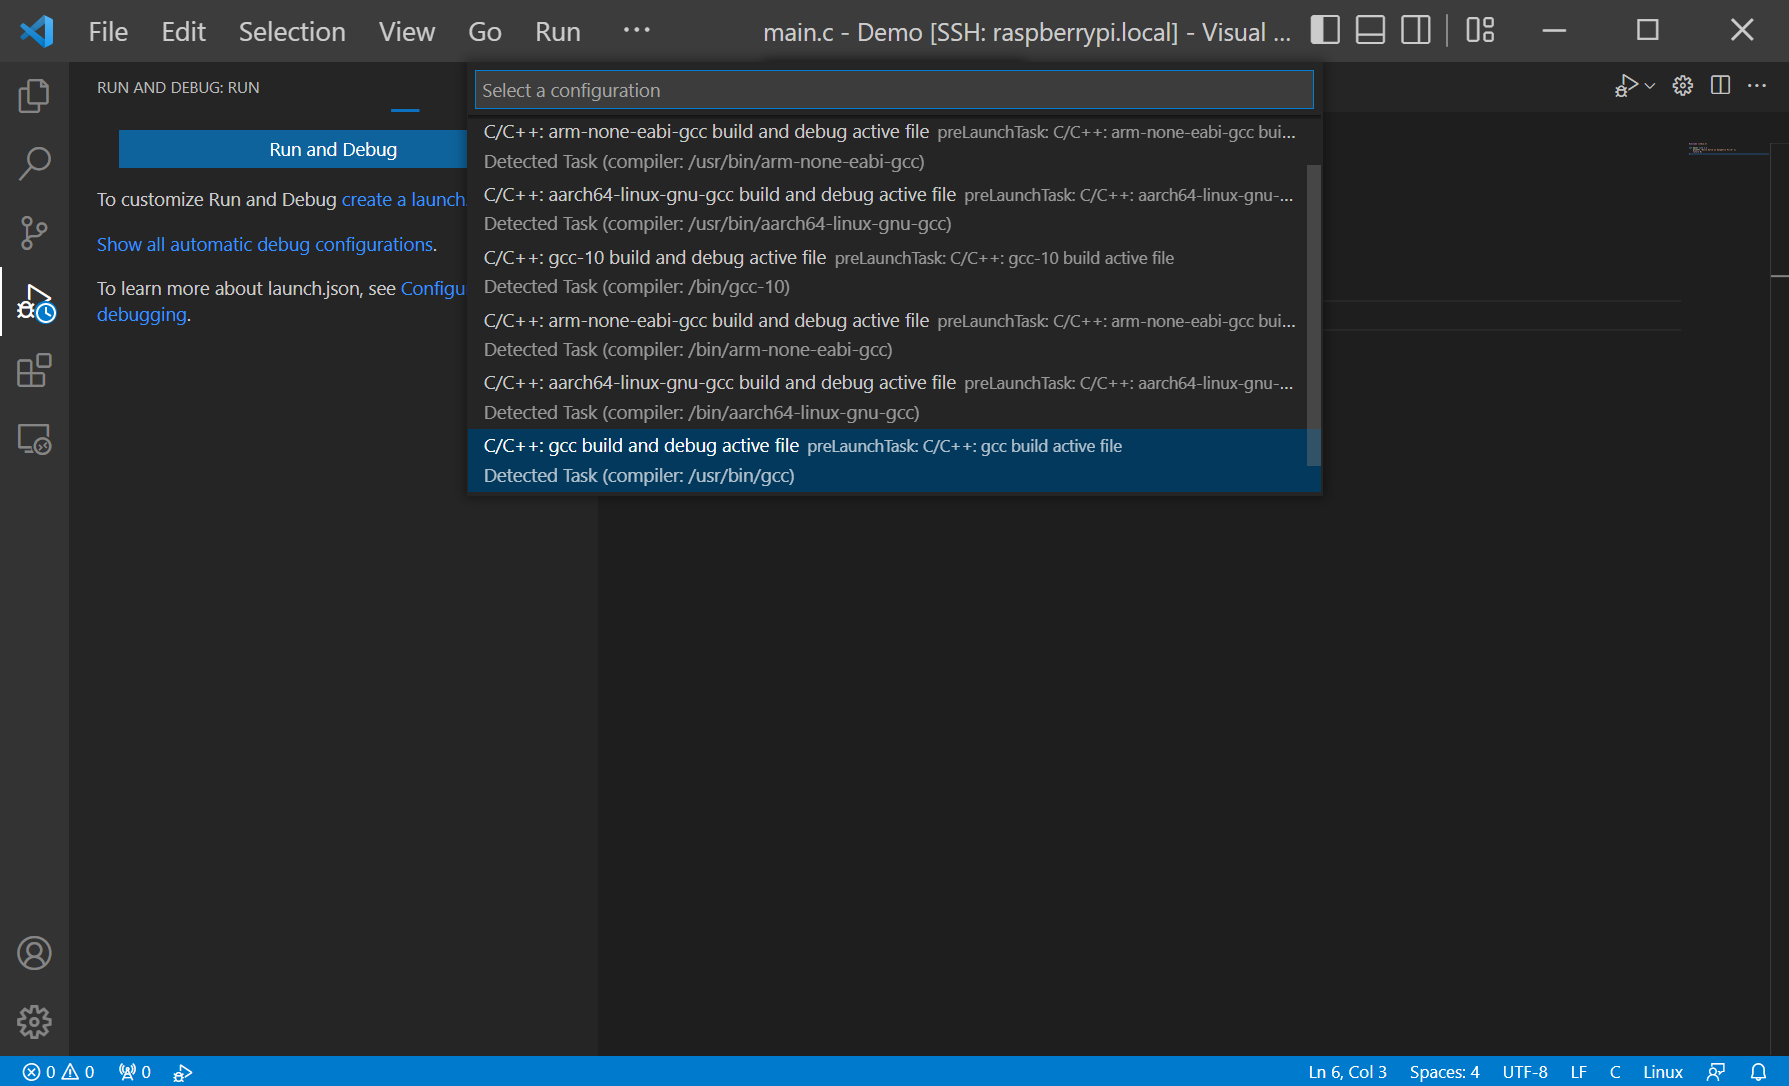 File Edit Selection View Go Run ··· main.c - Demo [SSH: raspberrypi.local] - Visual ...
RUN AND DEBUG: RUN
Run and Debug
To customize Run and Debug create a launch.
Show all automatic debug configurations.
To learn more about launch.json, see Configu
debugging.
Select a configuration
C/C++: arm-none-eabi-gcc build and debug active file preLaunchTask: C/C++: arm-none-eabi-gcc bui...
Detected Task (compiler: /usr/bin/arm-none-eabi-gcc)
C/C++: aarch64-linux-gnu-gcc build and debug active file preLaunchTask: C/C++: aarch64-linux-gnu-...
Detected Task (compiler: /usr/bin/aarch64-linux-gnu-gcc)
C/C++: gcc-10 build and debug active file preLaunchTask: C/C++: gcc-10 build active file
Detected Task (compiler: /bin/gcc-10)
C/C++: arm-none-eabi-gcc build and debug active file preLaunchTask: C/C++: arm-none-eabi-gcc bui...
Detected Task (compiler: /bin/arm-none-eabi-gcc)
C/C++: aarch64-linux-gnu-gcc build and debug active file preLaunchTask: C/C++: aarch64-linux-gnu-...
Detected Task (compiler: /bin/aarch64-linux-gnu-gcc)
C/C++: gcc build and debug active file preLaunchTask: C/C++: gcc build active file
Detected Task (compiler: /usr/bin/gcc)
0 0 0 Ln 6, Col 3 Spaces: 4 UTF-8 LF C Linux